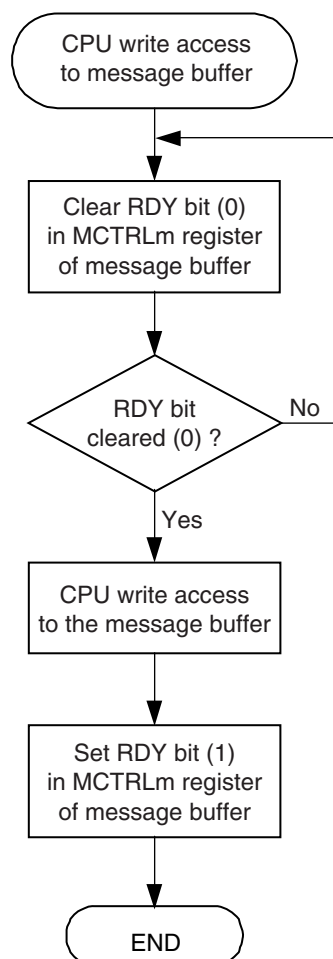 CPU write access
to message buffer
Clear RDY bit (0)
in MCTRLm register
of message buffer
RDY bit
cleared (0) ?
No
Yes
CPU write access
to the message buffer
Set RDY bit (1)
in MCTRLm register
of message buffer
END